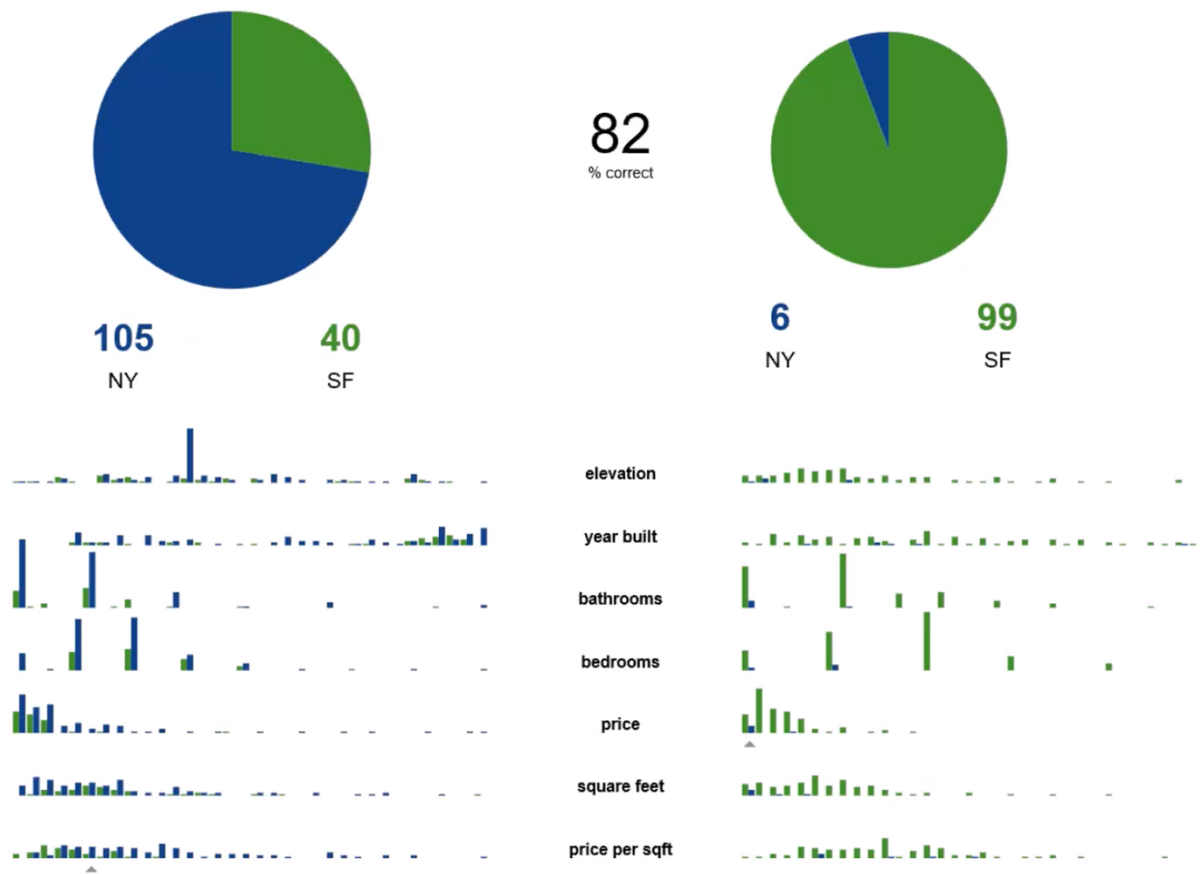 82
% correct
105 40
NY SF
6 99
NY SF
elevation
year built
bathrooms
bedrooms
price
square feet
price per sqft